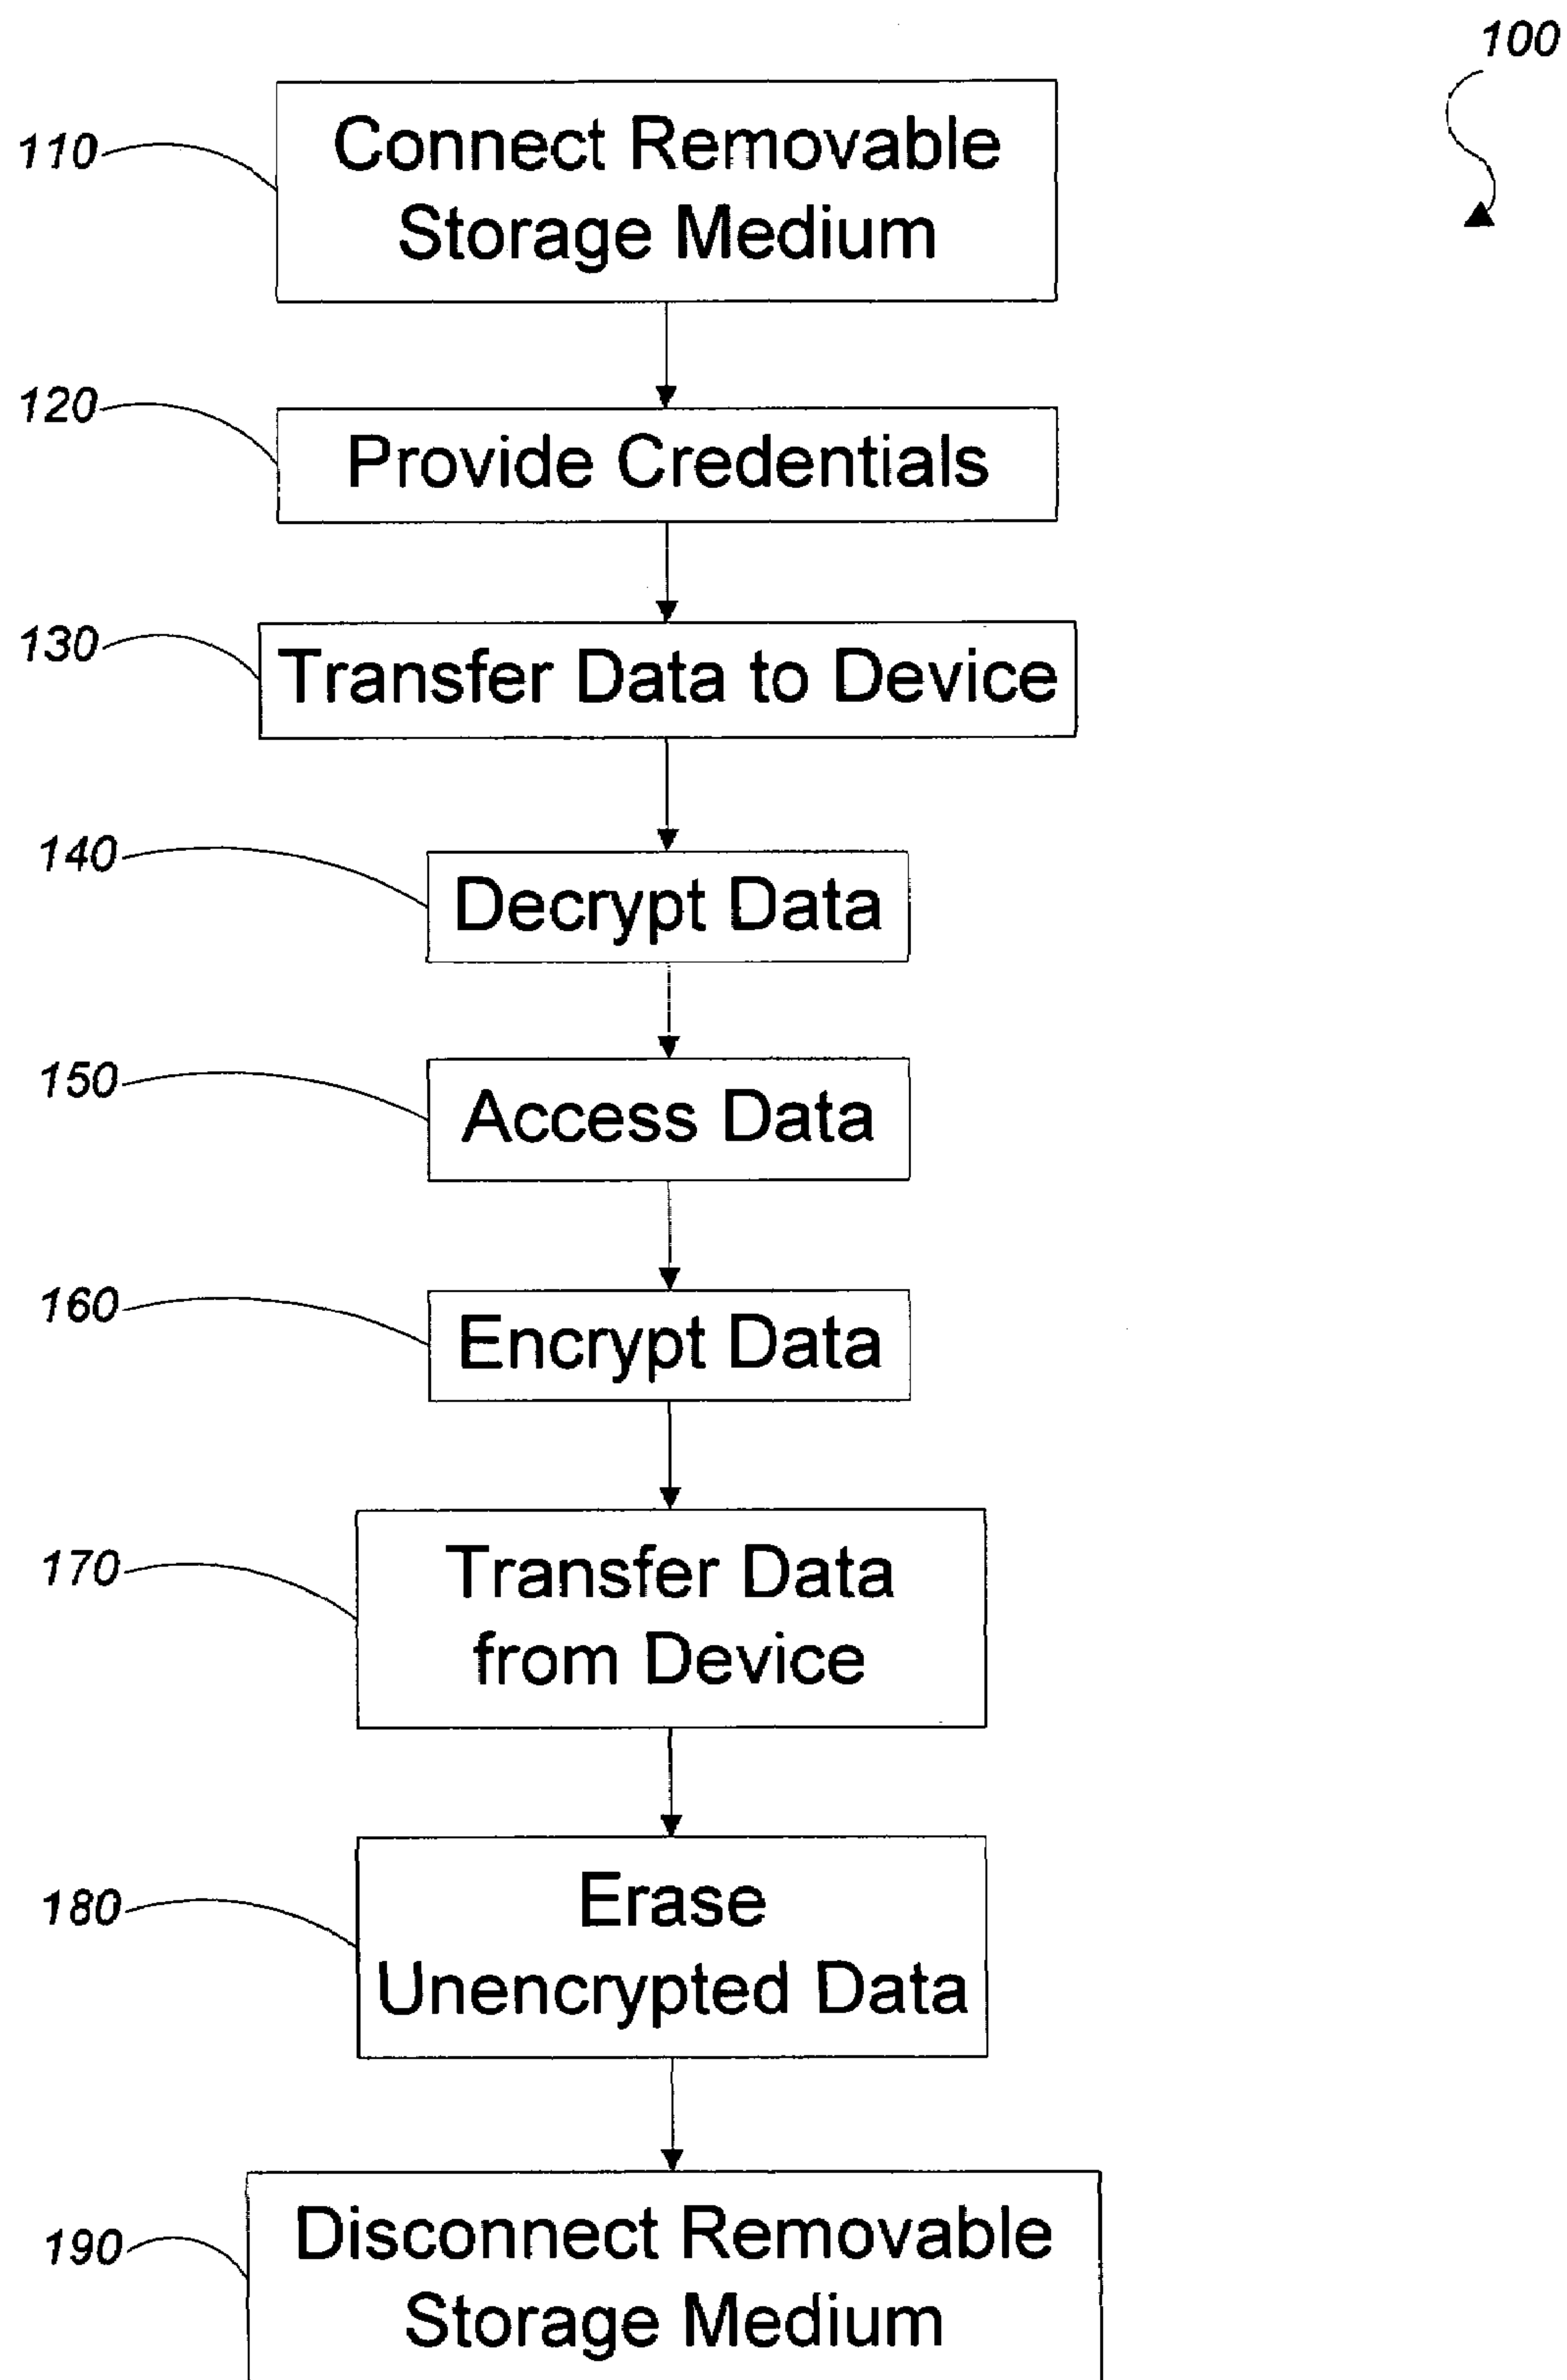 100
110
Connect Removable
Storage Medium
120
Provide Credentials
130
Transfer Data to Device
140
Decrypt Data
150
Access Data
160
Encrypt Data
170
Transfer Data
from Device
180
Erase
Unencrypted Data
190
Disconnect Removable
Storage Medium